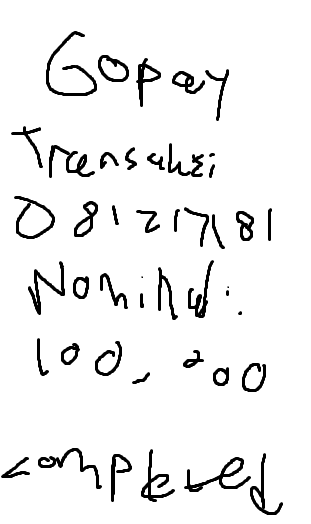 Gopay
Transaksi
081217181
Nominal:
100,000
completed